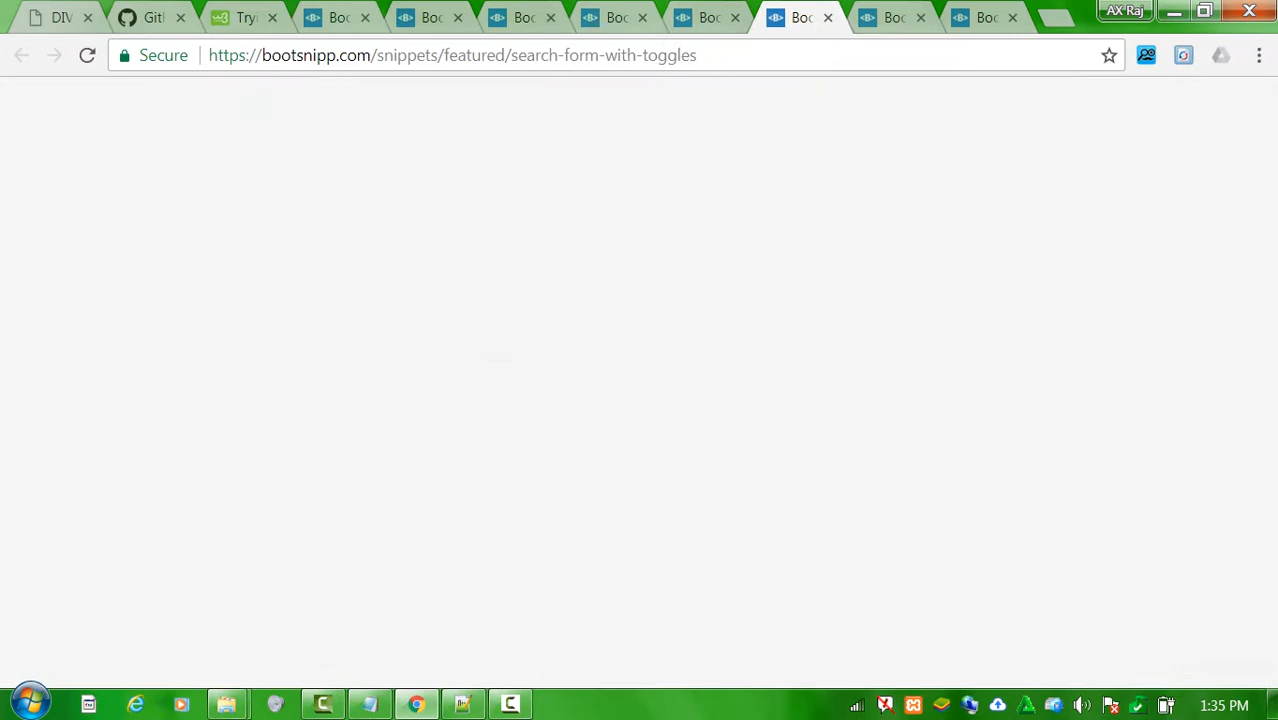 DIV Gitl Try Boc Boc Boc Boc Boc Boc Boc Boc AX Raj
Secure https://bootsnipp.com/snippets/featured/search-form-with-toggles
1:35 PM